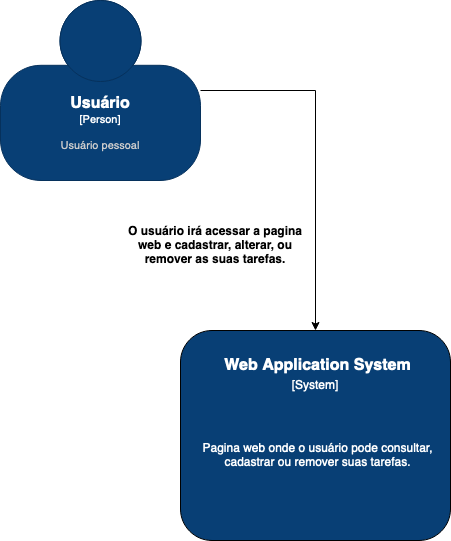 Usuário
[Person]
Usuário pessoal
O usuário irá acessar a pagina
web e cadastrar, alterar, ou
remover as suas tarefas.
Web Application System
[System]
Pagina web onde o usuário pode consultar,
cadastrar ou remover suas tarefas.